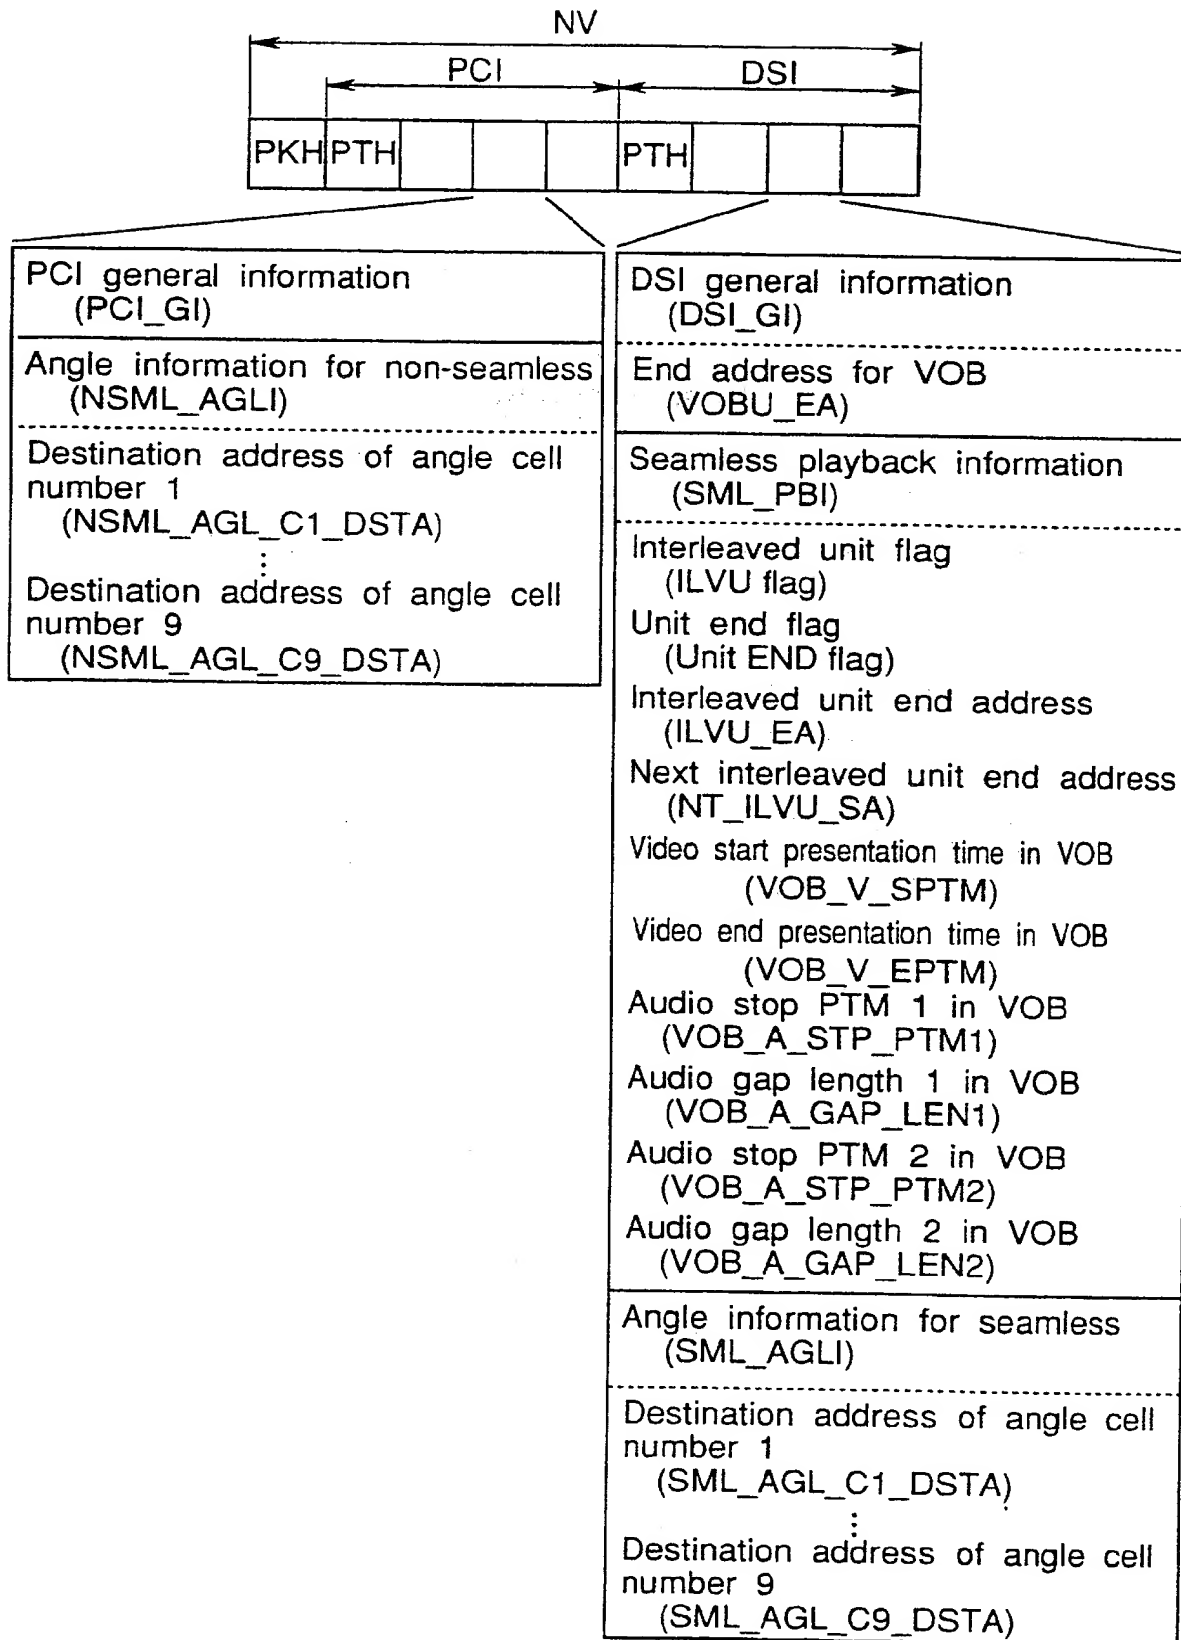 NV
PCI
DSI
PKH PTH PTH
PCI general information
(PCI_GI)
Angle information for non-seamless
(NSML_AGLI)
Destination address of angle cell
number 1
(NSML_AGL_C1_DSTA)
⋮
Destination address of angle cell
number 9
(NSML_AGL_C9_DSTA)
DSI general information
(DSI_GI)
End address for VOB
(VOBU_EA)
Seamless playback information
(SML_PBI)
Interleaved unit flag
(ILVU flag)
Unit end flag
(Unit END flag)
Interleaved unit end address
(ILVU_EA)
Next interleaved unit end address
(NT_ILVU_SA)
Video start presentation time in VOB
(VOB_V_SPTM)
Video end presentation time in VOB
(VOB_V_EPTM)
Audio stop PTM 1 in VOB
(VOB_A_STP_PTM1)
Audio gap length 1 in VOB
(VOB_A_GAP_LEN1)
Audio stop PTM 2 in VOB
(VOB_A_STP_PTM2)
Audio gap length 2 in VOB
(VOB_A_GAP_LEN2)
Angle information for seamless
(SML_AGLI)
Destination address of angle cell
number 1
(SML_AGL_C1_DSTA)
⋮
Destination address of angle cell
number 9
(SML_AGL_C9_DSTA)